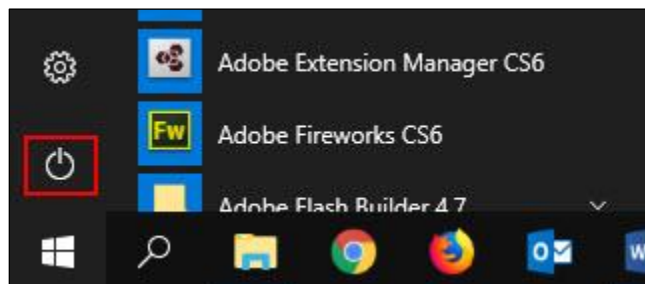 Adobe Extension Manager CS6
Fw
Adobe Fireworks CS6
Adobe Flash Builder 4.7
O
W